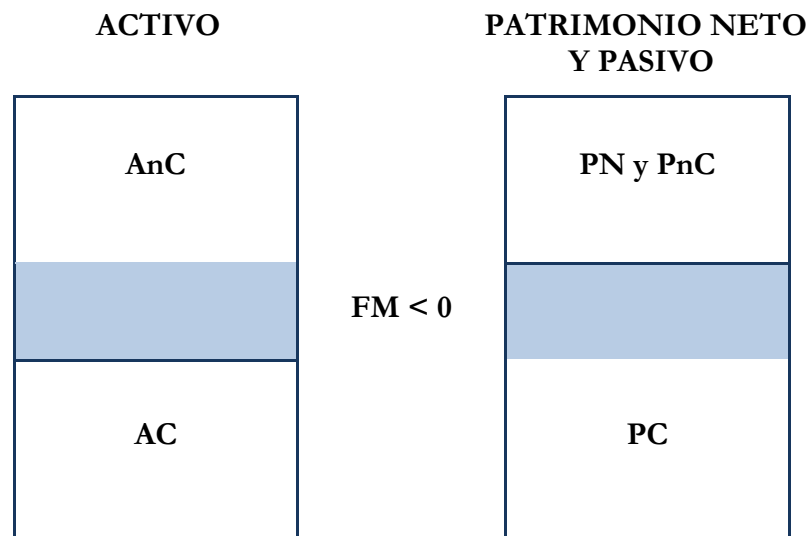 ACTIVO
PATRIMONIO NETO
Y PASIVO
AnC
PN y PnC
FM < 0
AC
PC